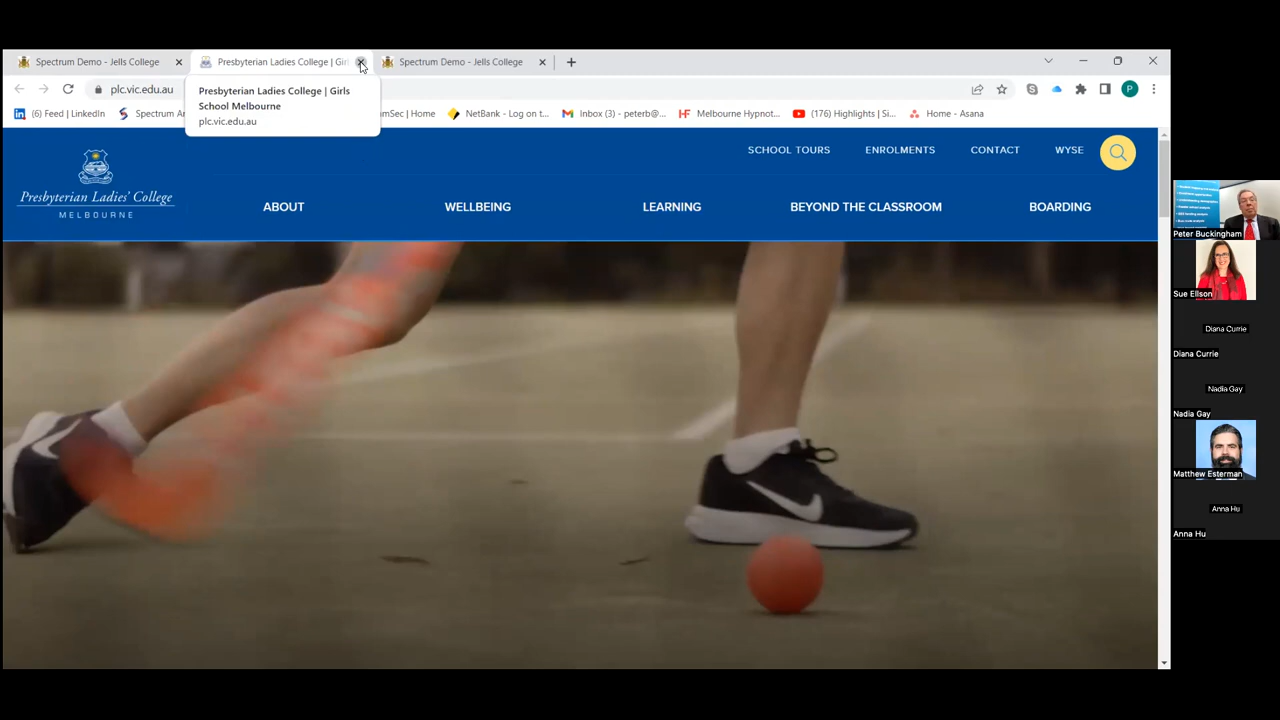 Spectrum Demo - Jells College
Presbyterian Ladies College | Girl
Spectrum Demo - Jells College
plc.vic.edu.au
P
Presbyterian Ladies College | Girls
School Melbourne
plc.vic.edu.au
(6) Feed | LinkedIn
Spectrum An
mSec | Home
NetBank - Log on t...
Inbox (3) - peterb@...
Melbourne Hypnot...
(176) Highlights | Si...
Home - Asana
SCHOOL TOURS
ENROLMENTS
CONTACT
WYSE
Presbyterian Ladies' College
MELBOURNE
ABOUT
WELLBEING
LEARNING
BEYOND THE CLASSROOM
BOARDING
Peter Buckingham
Sue Ellson
Diana Currie
Diana Currie
Nadia Gay
Nadia Gay
Matthew Esterman
Anna Hu
Anna Hu